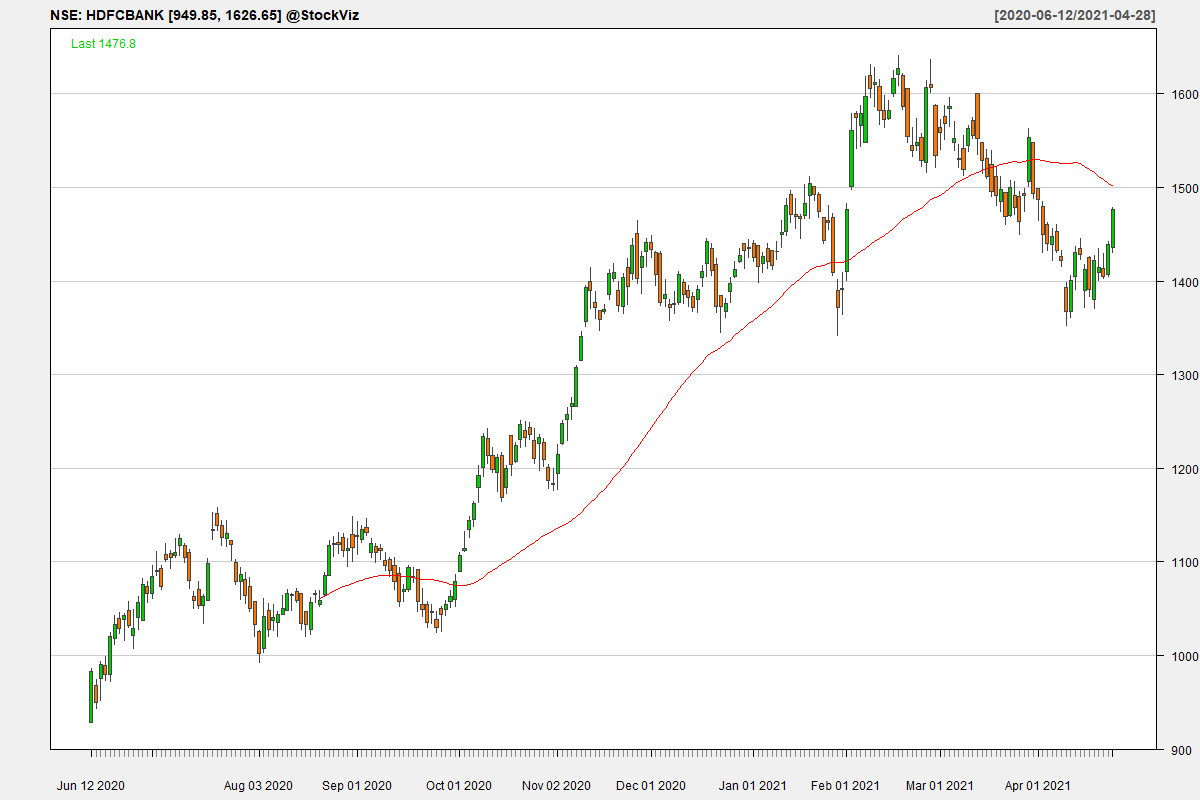 NSE: HDFCBANK [949.85, 1626.65] @StockViz [2020-06-12/2021-04-28]
Last 1476.8
1600
1500
1400
1300
1200
1100
1000
900
Jun 12 2020 Aug 03 2020 Sep 01 2020 Oct 01 2020 Nov 02 2020 Dec 01 2020 Jan 01 2021 Feb 01 2021 Mar 01 2021 Apr 01 2021